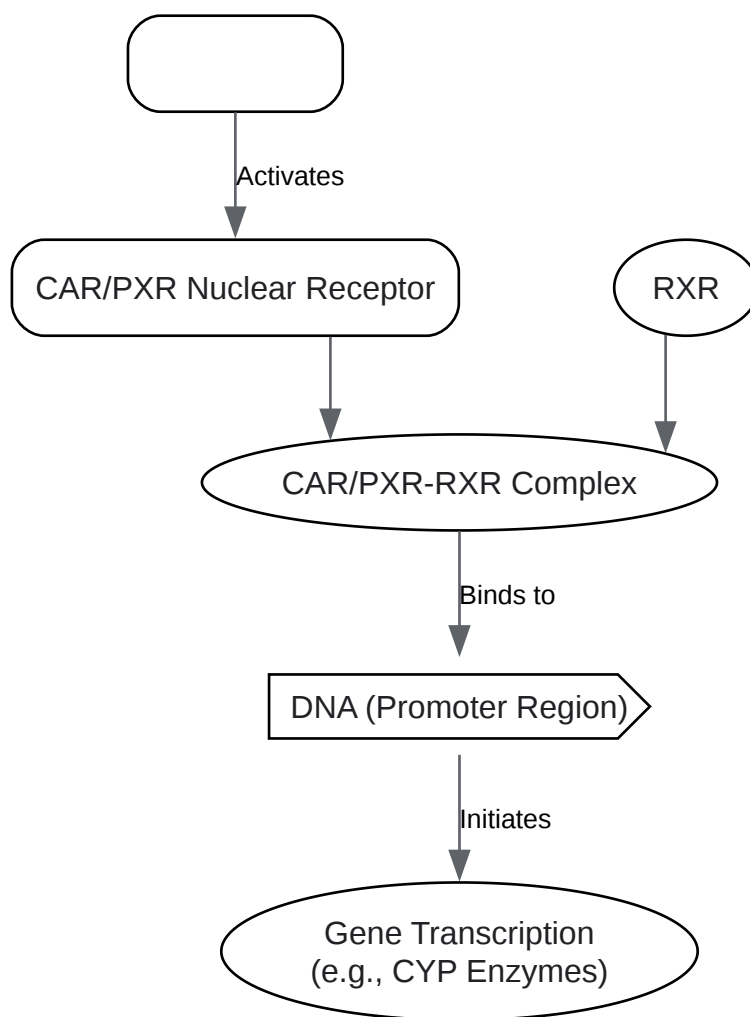 Activates
CAR/PXR Nuclear Receptor
RXR
CAR/PXR-RXR Complex
Binds to
DNA (Promoter Region)
Initiates
Gene Transcription
(e.g., CYP Enzymes)